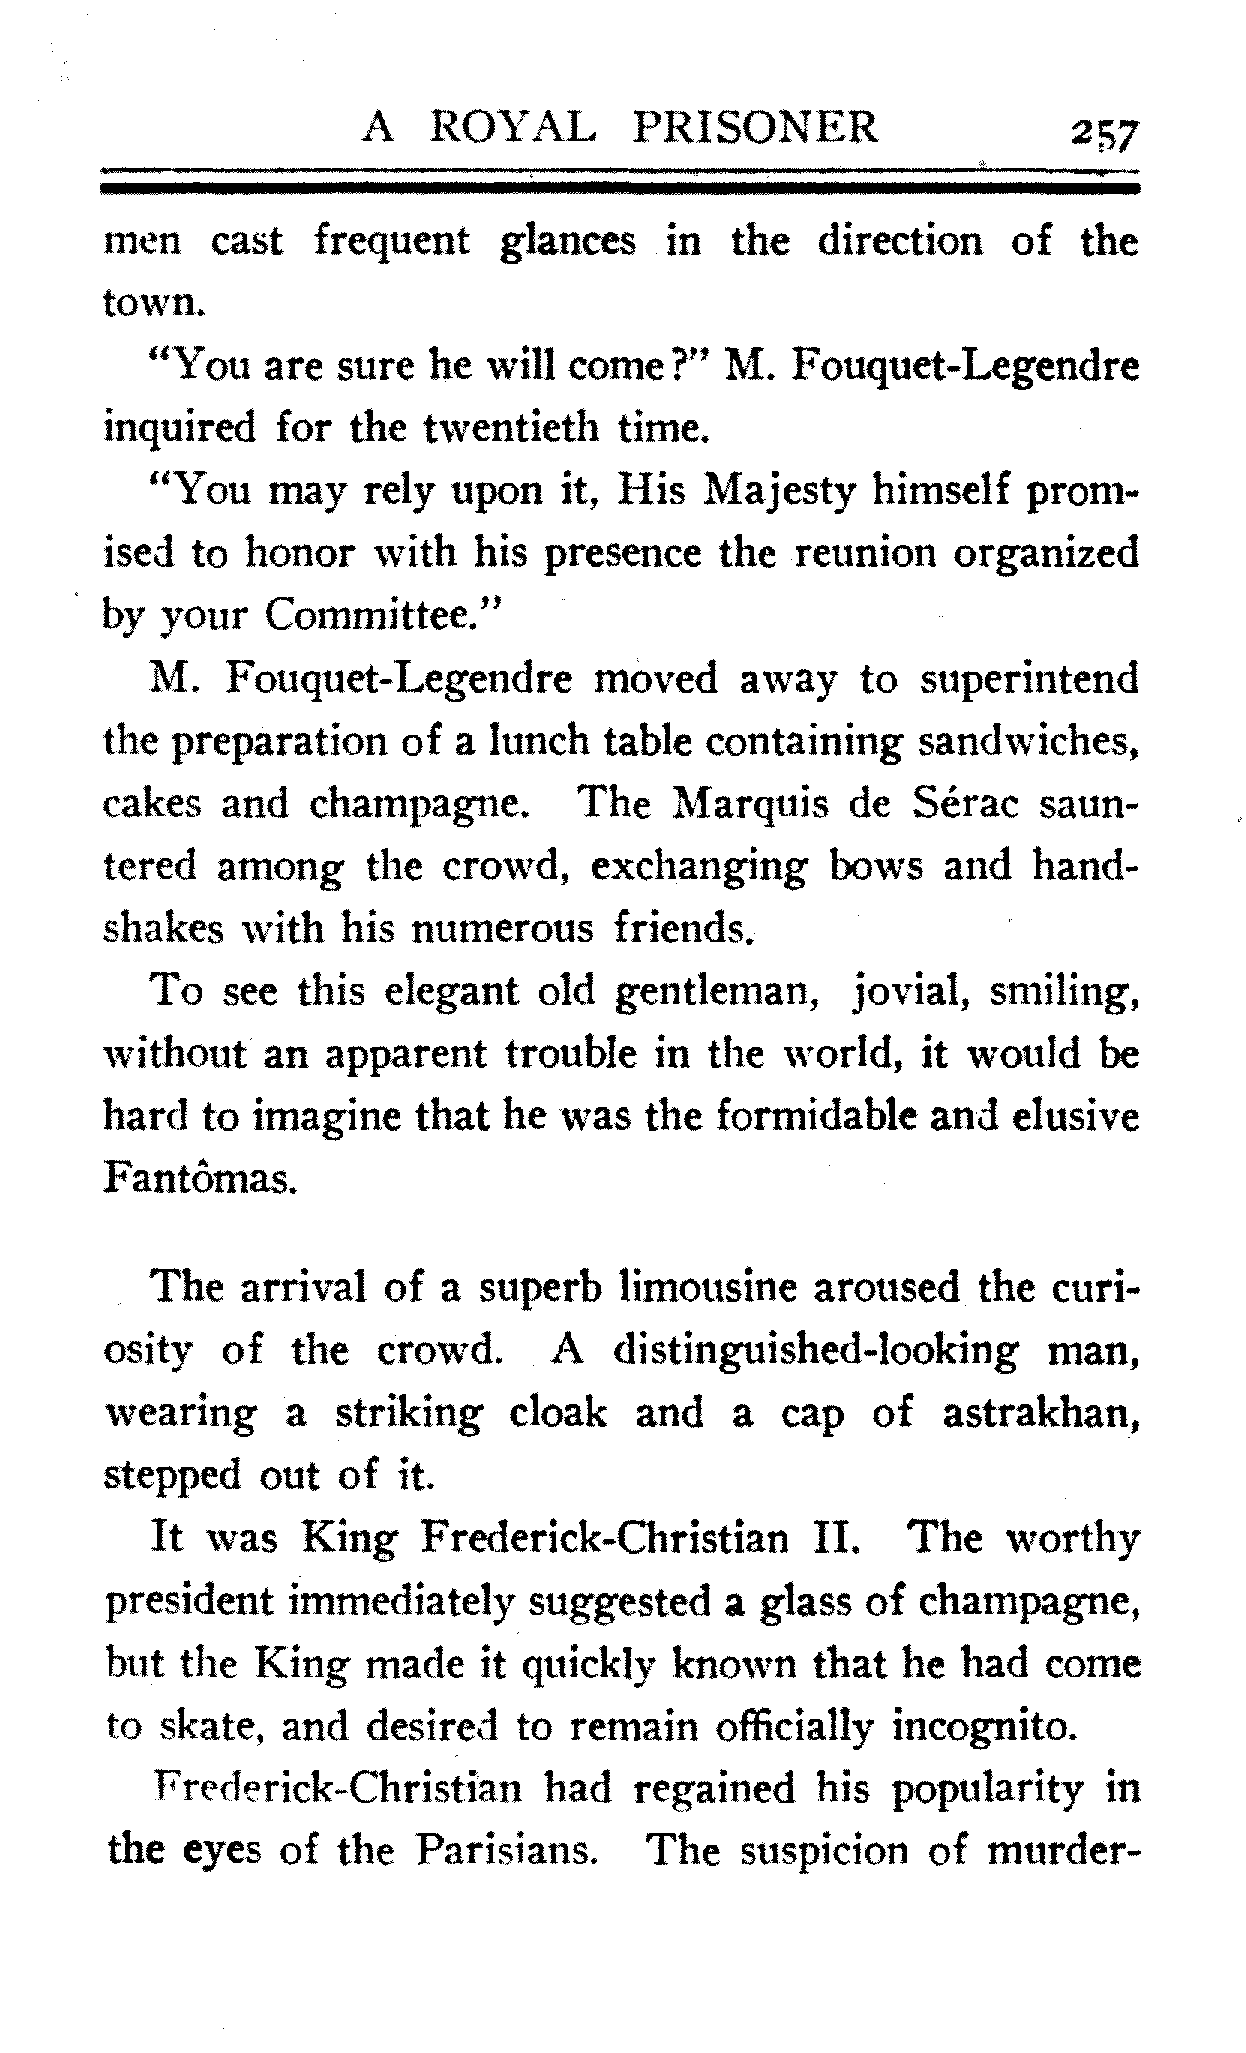 A ROYAL PRISONER 257
men cast frequent glances in the direction of the
town.
"You are sure he will come?" M. Fouquet-Legendre
inquired for the twentieth time.
"You may rely upon it, His Majesty himself prom-
ised to honor with his presence the reunion organized
by your Committee."
M. Fouquet-Legendre moved away to superintend
the preparation of a lunch table containing sandwiches,
cakes and champagne. The Marquis de Sérac saun-
tered among the crowd, exchanging bows and hand-
shakes with his numerous friends.
To see this elegant old gentleman, jovial, smiling,
without an apparent trouble in the world, it would be
hard to imagine that he was the formidable and elusive
Fantômas.
The arrival of a superb limousine aroused the curi-
osity of the crowd. A distinguished-looking man,
wearing a striking cloak and a cap of astrakhan,
stepped out of it.
It was King Frederick-Christian II. The worthy
president immediately suggested a glass of champagne,
but the King made it quickly known that he had come
to skate, and desired to remain officially incognito.
Frederick-Christian had regained his popularity in
the eyes of the Parisians. The suspicion of murder-